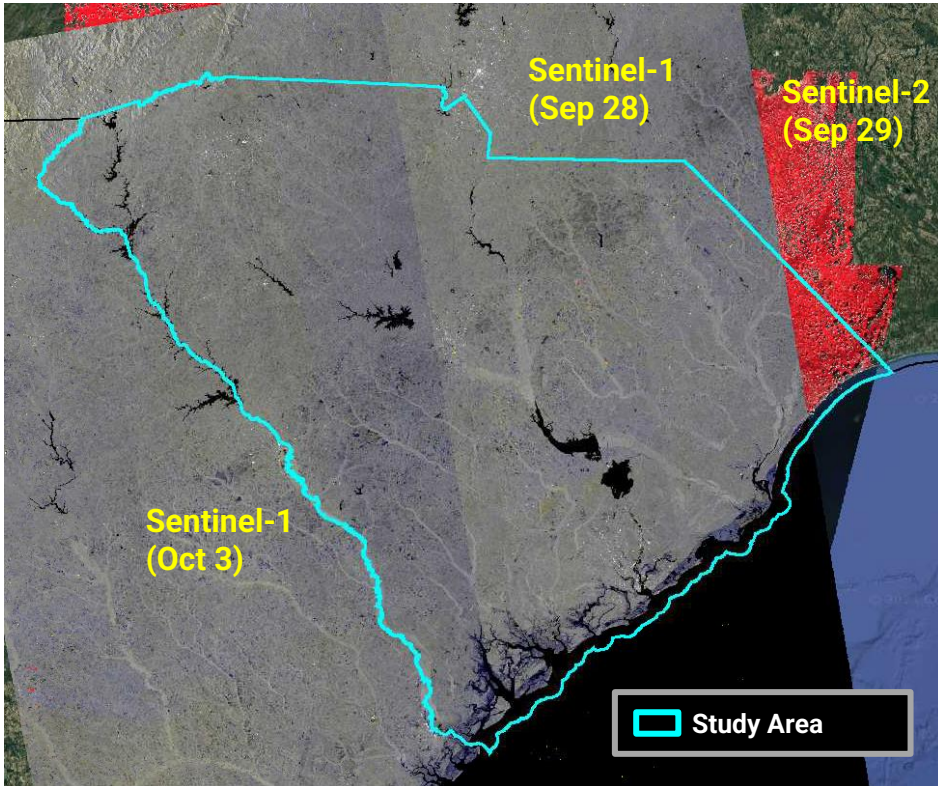 Sentinel-1
(Sep 28)
Sentinel-2
(Sep 29)
Sentinel-1
(Oct 3)
Study Area